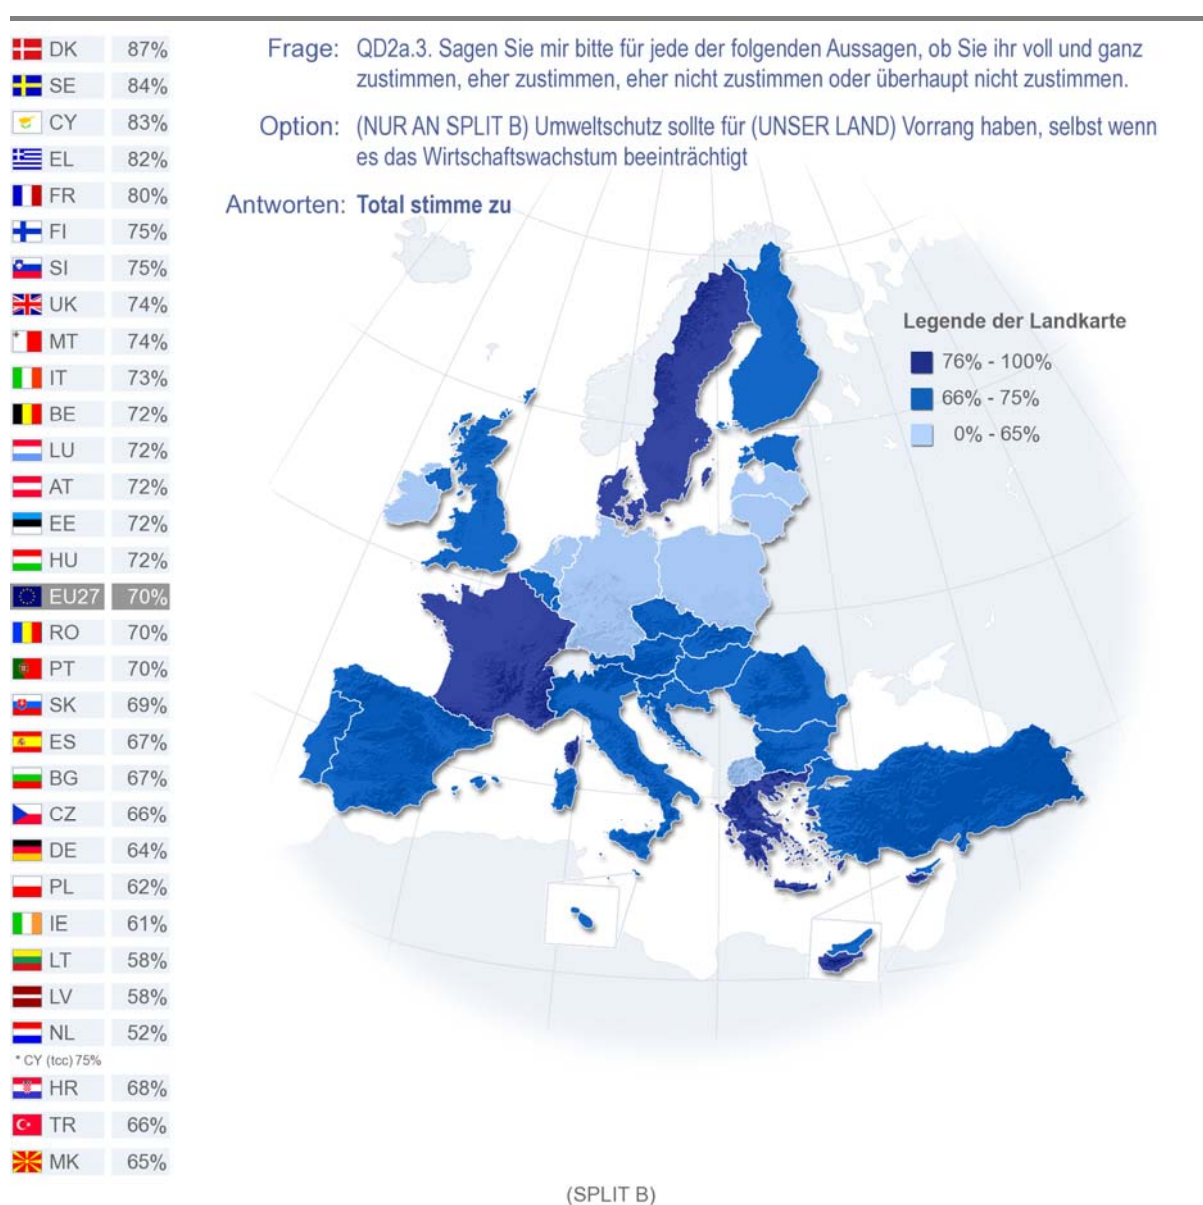 DK 87%
SE 84%
CY 83%
EL 82%
FR 80%
FI 75%
SI 75%
UK 74%
MT 74%
IT 73%
BE 72%
LU 72%
AT 72%
EE 72%
HU 72%
EU27 70%
RO 70%
PT 70%
SK 69%
ES 67%
BG 67%
CZ 66%
DE 64%
PL 62%
IE 61%
LT 58%
LV 58%
NL 52%
* CY (tcc) 75%
HR 68%
TR 66%
MK 65%
Frage: QD2a.3. Sagen Sie mir bitte für jede der folgenden Aussagen, ob Sie ihr voll und ganz
zustimmen, eher zustimmen, eher nicht zustimmen oder überhaupt nicht zustimmen.
Option: (NUR AN SPLIT B) Umweltschutz sollte für (UNSER LAND) Vorrang haben, selbst wenn
es das Wirtschaftswachstum beeinträchtigt
Antworten: Total stimme zu
Legende der Landkarte
76% - 100%
66% - 75%
0% - 65%
(SPLIT B)